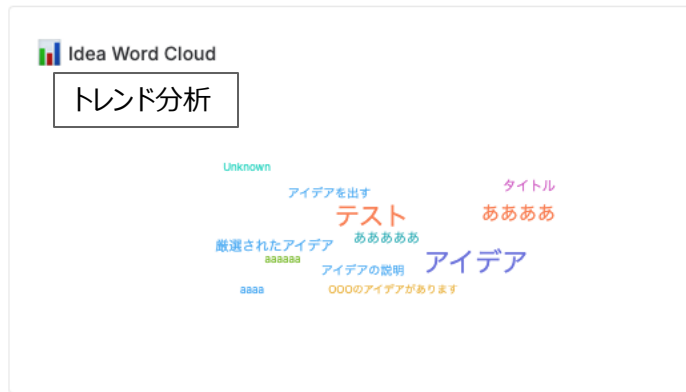 Idea Word Cloud
トレンド分析
Unknown
タイトル
アイデアを出す
テスト
ああああ
あああああ
厳選されたアイデア
aaaaaa
アイデア
アイデアの説明
aaaa
OOOのアイデアがあります